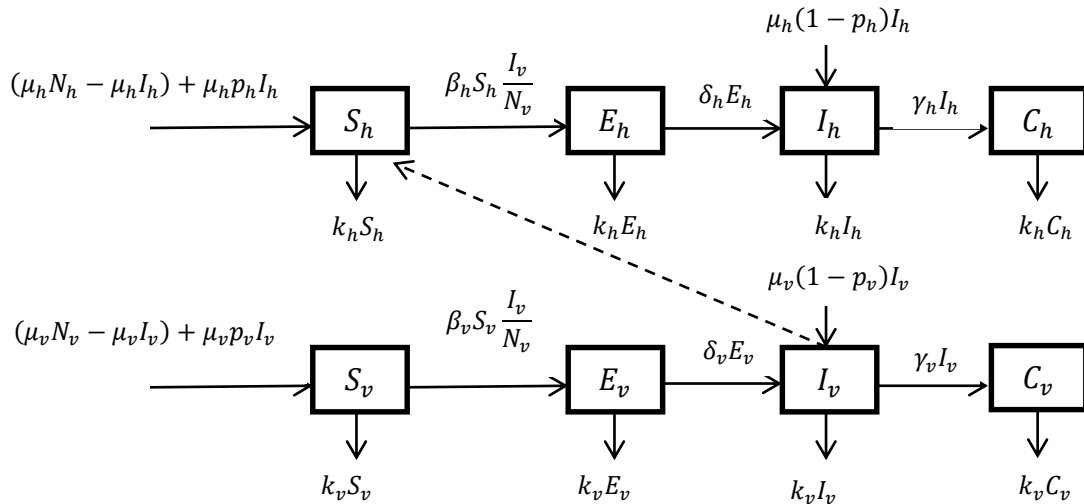 μ_h(1 - p_h)I_h
(μ_h N_h − μ_h I_h) + μ_h p_h I_h
β_h S_h I_v/N_v
δ_h E_h
γ_h I_h
S_h
E_h
I_h
C_h
k_h S_h
k_h E_h
k_h I_h
k_h C_h
μ_v(1 - p_v)I_v
(μ_v N_v − μ_v I_v) + μ_v p_v I_v
β_v S_v I_v/N_v
δ_v E_v
γ_v I_v
S_v
E_v
I_v
C_v
k_v S_v
k_v E_v
k_v I_v
k_v C_v